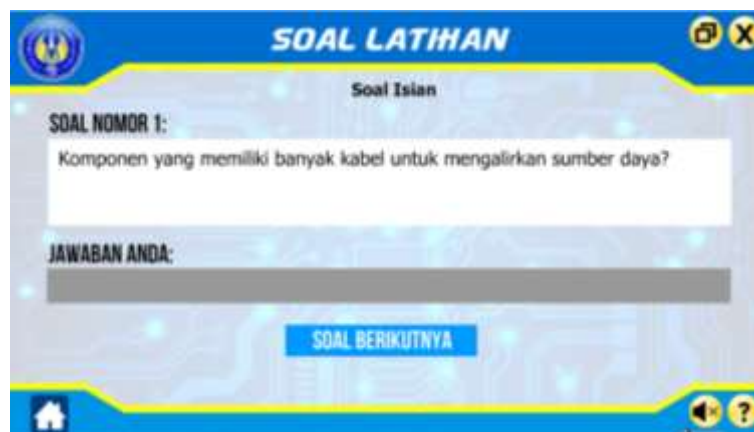 SOAL LATIHAN
Soal Isian
SOAL NOMOR 1:
Komponen yang memiliki banyak kabel untuk mengalirkan sumber daya?
JAWABAN ANDA:
SOAL BERIKUTNYA
?